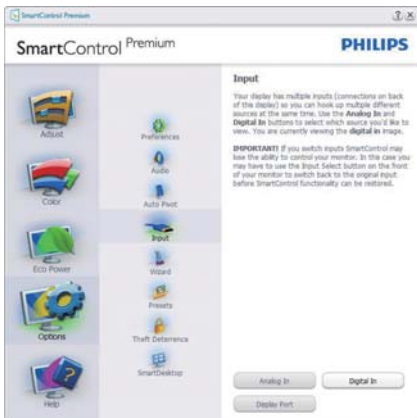 SmartControl Premium
SmartControl Premium
PHILIPS
Adjust
Color
Eco Power
Options
Help
Preferences
Audio
Auto Pivot
Input
Wizard
Presets
Theft Deterrence
SmartDesktop
Input
Your display has multiple inputs (connections on back
of this display) so you can hook up multiple different
sources at the same time. Use the Analog In and
Digital In buttons to select which source you'd like to
view. You are currently viewing the digital in image.
IMPORTANT! If you switch inputs SmartControl may
lose the ability to control your monitor. In the case you
may have to use the Input Select button on the front
of your monitor to switch back to the original input
before SmartControl functionality can be restored.
Analog In
Digital In
Display Port